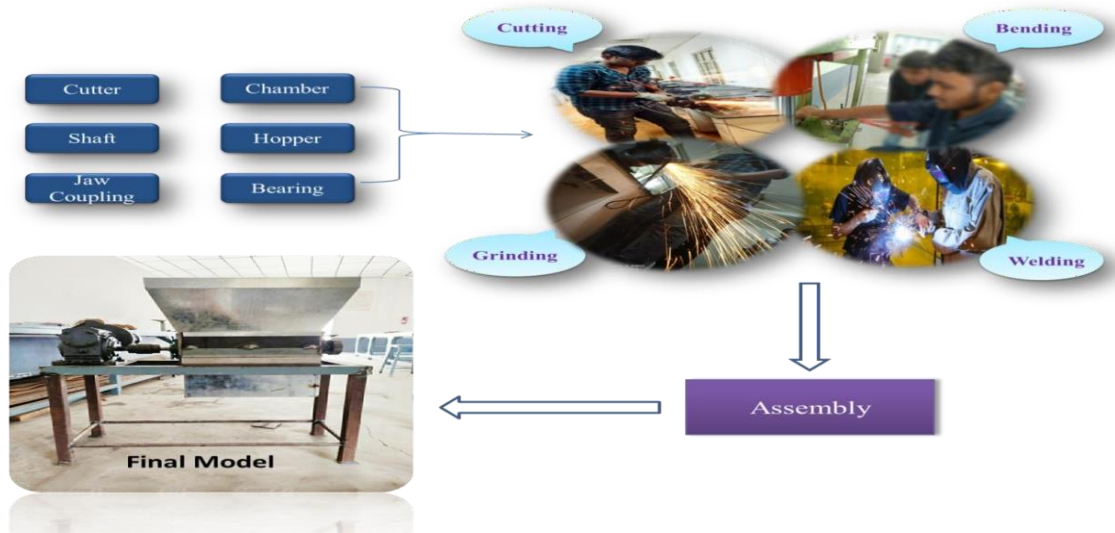 Cutting
Bending
Cutter
Chamber
Shaft
Hopper
Jaw
Coupling
Bearing
Grinding
Welding
Assembly
Final Model